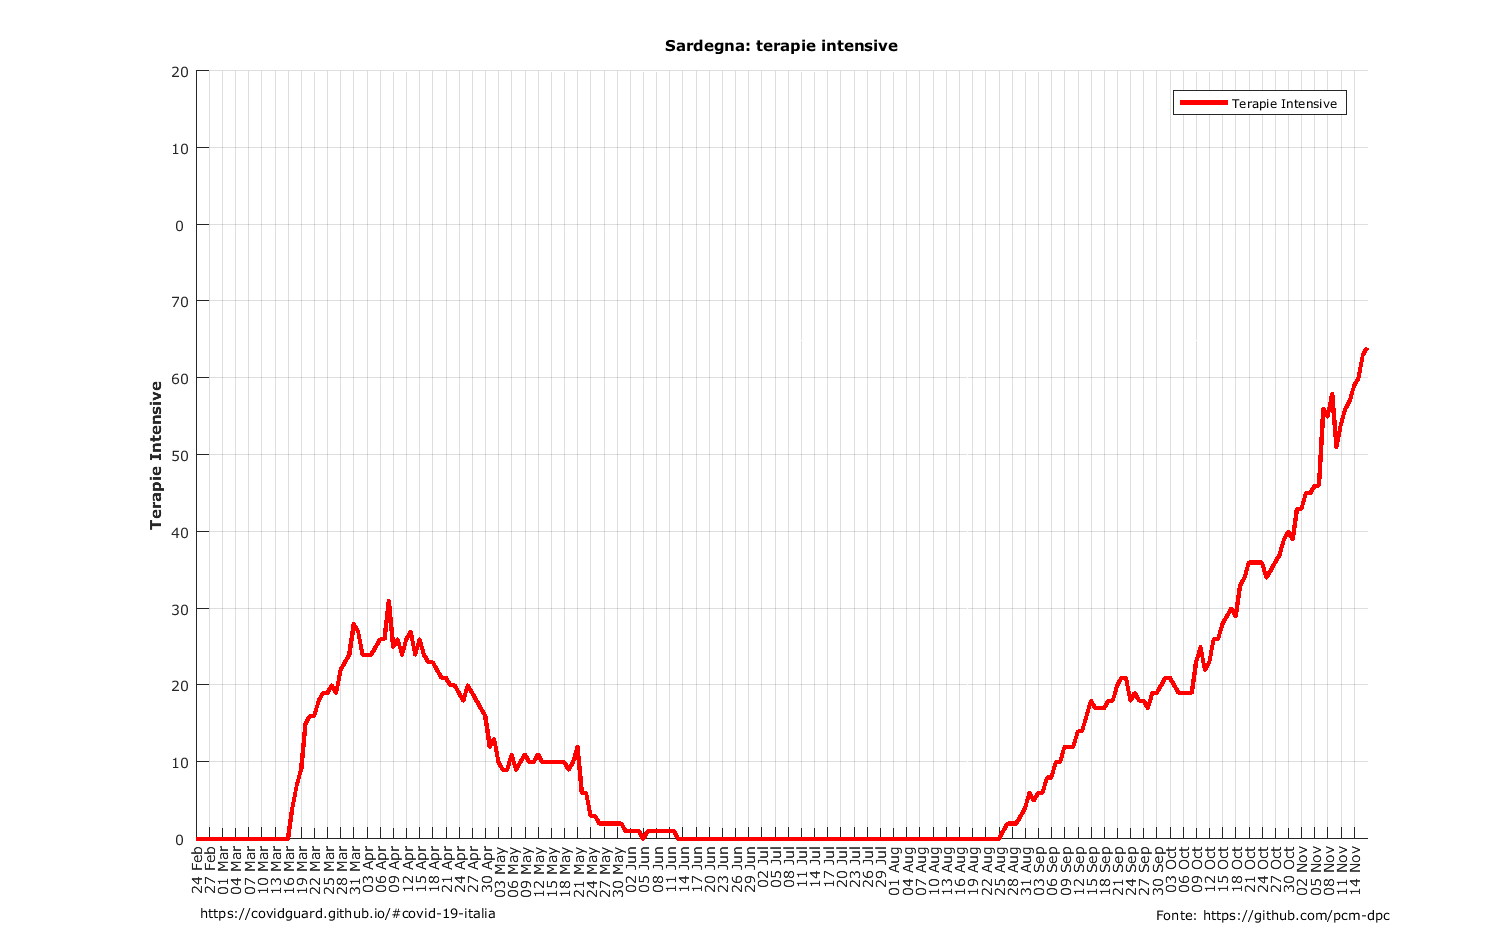 Sardegna: terapie intensive
20
10
0
70
60
50
40
30
20
10
0
Terapie Intensive
Terapie Intensive
24 Feb
27 Feb
01 Mar
04 Mar
07 Mar
10 Mar
13 Mar
16 Mar
19 Mar
22 Mar
25 Mar
28 Mar
31 Mar
03 Apr
06 Apr
09 Apr
12 Apr
15 Apr
18 Apr
21 Apr
24 Apr
27 Apr
30 Apr
03 May
06 May
09 May
12 May
15 May
18 May
21 May
24 May
27 May
30 May
02 Jun
05 Jun
08 Jun
11 Jun
14 Jun
17 Jun
20 Jun
23 Jun
26 Jun
29 Jun
02 Jul
05 Jul
08 Jul
11 Jul
14 Jul
17 Jul
20 Jul
23 Jul
26 Jul
29 Jul
01 Aug
04 Aug
07 Aug
10 Aug
13 Aug
16 Aug
19 Aug
22 Aug
25 Aug
28 Aug
31 Aug
03 Sep
06 Sep
09 Sep
12 Sep
15 Sep
18 Sep
21 Sep
24 Sep
27 Sep
30 Sep
03 Oct
06 Oct
09 Oct
12 Oct
15 Oct
18 Oct
21 Oct
24 Oct
27 Oct
30 Oct
02 Nov
05 Nov
08 Nov
11 Nov
14 Nov
https://covidguard.github.io/#covid-19-italia
Fonte: https://github.com/pcm-dpc